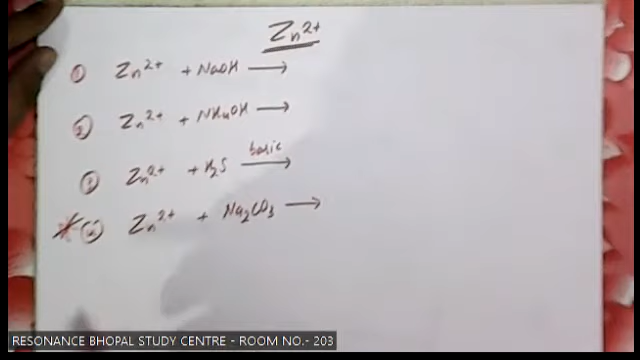 Zn²⁺
① Zn²⁺ + NaOH →
② Zn²⁺ + NH₄OH →
③ Zn²⁺ + H₂S basic →
④ Zn²⁺ + Na₂CO₃ →
RESONANCE BHOPAL STUDY CENTRE - ROOM NO.- 203